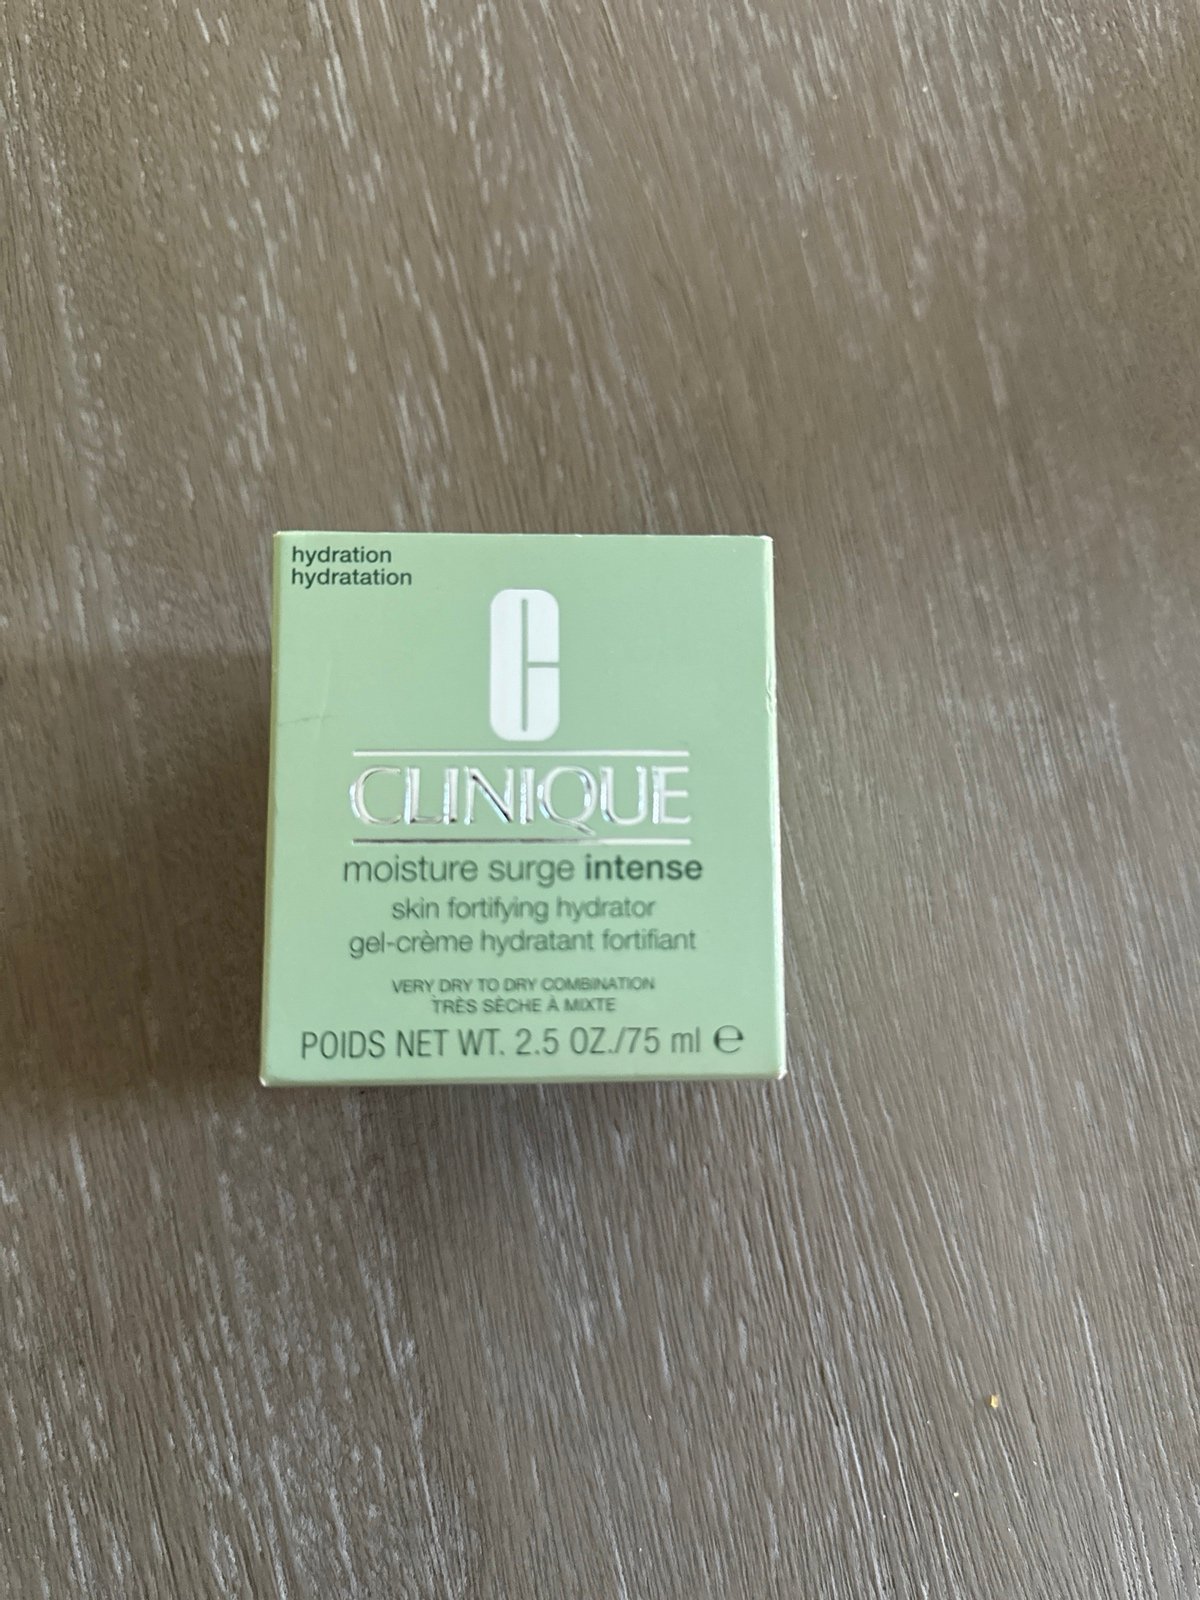 hydration
hydratation
C
CLINIQUE
moisture surge intense
skin fortifying hydrator
gel-crème hydratant fortifiant
VERY DRY TO DRY COMBINATION
TRÈS SÈCHE À MIXTE
POIDS NET WT. 2.5 OZ./75 ml ℮